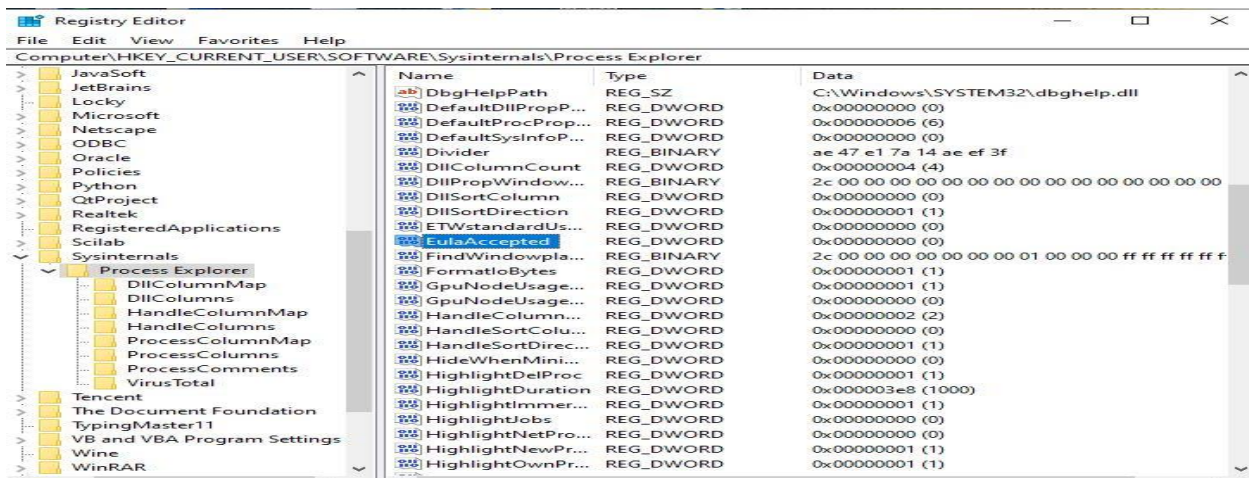 Registry Editor
File Edit View Favorites Help
Computer\HKEY_CURRENT_USER\SOFTWARE\Sysinternals\Process Explorer
JavaSoft
JetBrains
Locky
Microsoft
Netscape
ODBC
Oracle
Policies
Python
QtProject
Realtek
RegisteredApplications
Scilab
Sysinternals
Process Explorer
DllColumnMap
DllColumns
HandleColumnMap
HandleColumns
ProcessColumnMap
ProcessColumns
ProcessComments
VirusTotal
Tencent
The Document Foundation
TypingMaster11
VB and VBA Program Settings
Wine
WinRAR
Name Type Data
ab DbgHelpPath REG_SZ C:\Windows\SYSTEM32\dbghelp.dll
DefaultDllPropP... REG_DWORD 0x00000000 (0)
DefaultProcProp... REG_DWORD 0x00000006 (6)
DefaultSysInfoP... REG_DWORD 0x00000000 (0)
Divider REG_BINARY ae 47 e1 7a 14 ae ef 3f
DllColumnCount REG_DWORD 0x00000004 (4)
DllPropWindow... REG_BINARY 2c 00 00 00 00 00 00 00 00 00 00 00 00 00 00 00
DllSortColumn REG_DWORD 0x00000000 (0)
DllSortDirection REG_DWORD 0x00000001 (1)
ETWstandardUs... REG_DWORD 0x00000000 (0)
EulaAccepted REG_DWORD 0x00000000 (0)
FindWindowpla... REG_BINARY 2c 00 00 00 00 00 00 00 01 00 00 00 ff ff ff ff f
FormatIoBytes REG_DWORD 0x00000001 (1)
GpuNodeUsage... REG_DWORD 0x00000001 (1)
GpuNodeUsage... REG_DWORD 0x00000000 (0)
HandleColumn... REG_DWORD 0x00000002 (2)
HandleSortColu... REG_DWORD 0x00000000 (0)
HandleSortDirec... REG_DWORD 0x00000001 (1)
HideWhenMini... REG_DWORD 0x00000000 (0)
HighlightDelProc REG_DWORD 0x00000001 (1)
HighlightDuration REG_DWORD 0x000003e8 (1000)
HighlightImmer... REG_DWORD 0x00000001 (1)
HighlightJobs REG_DWORD 0x00000000 (0)
HighlightNetPro... REG_DWORD 0x00000000 (0)
HighlightNewPr... REG_DWORD 0x00000001 (1)
HighlightOwnPr... REG_DWORD 0x00000001 (1)